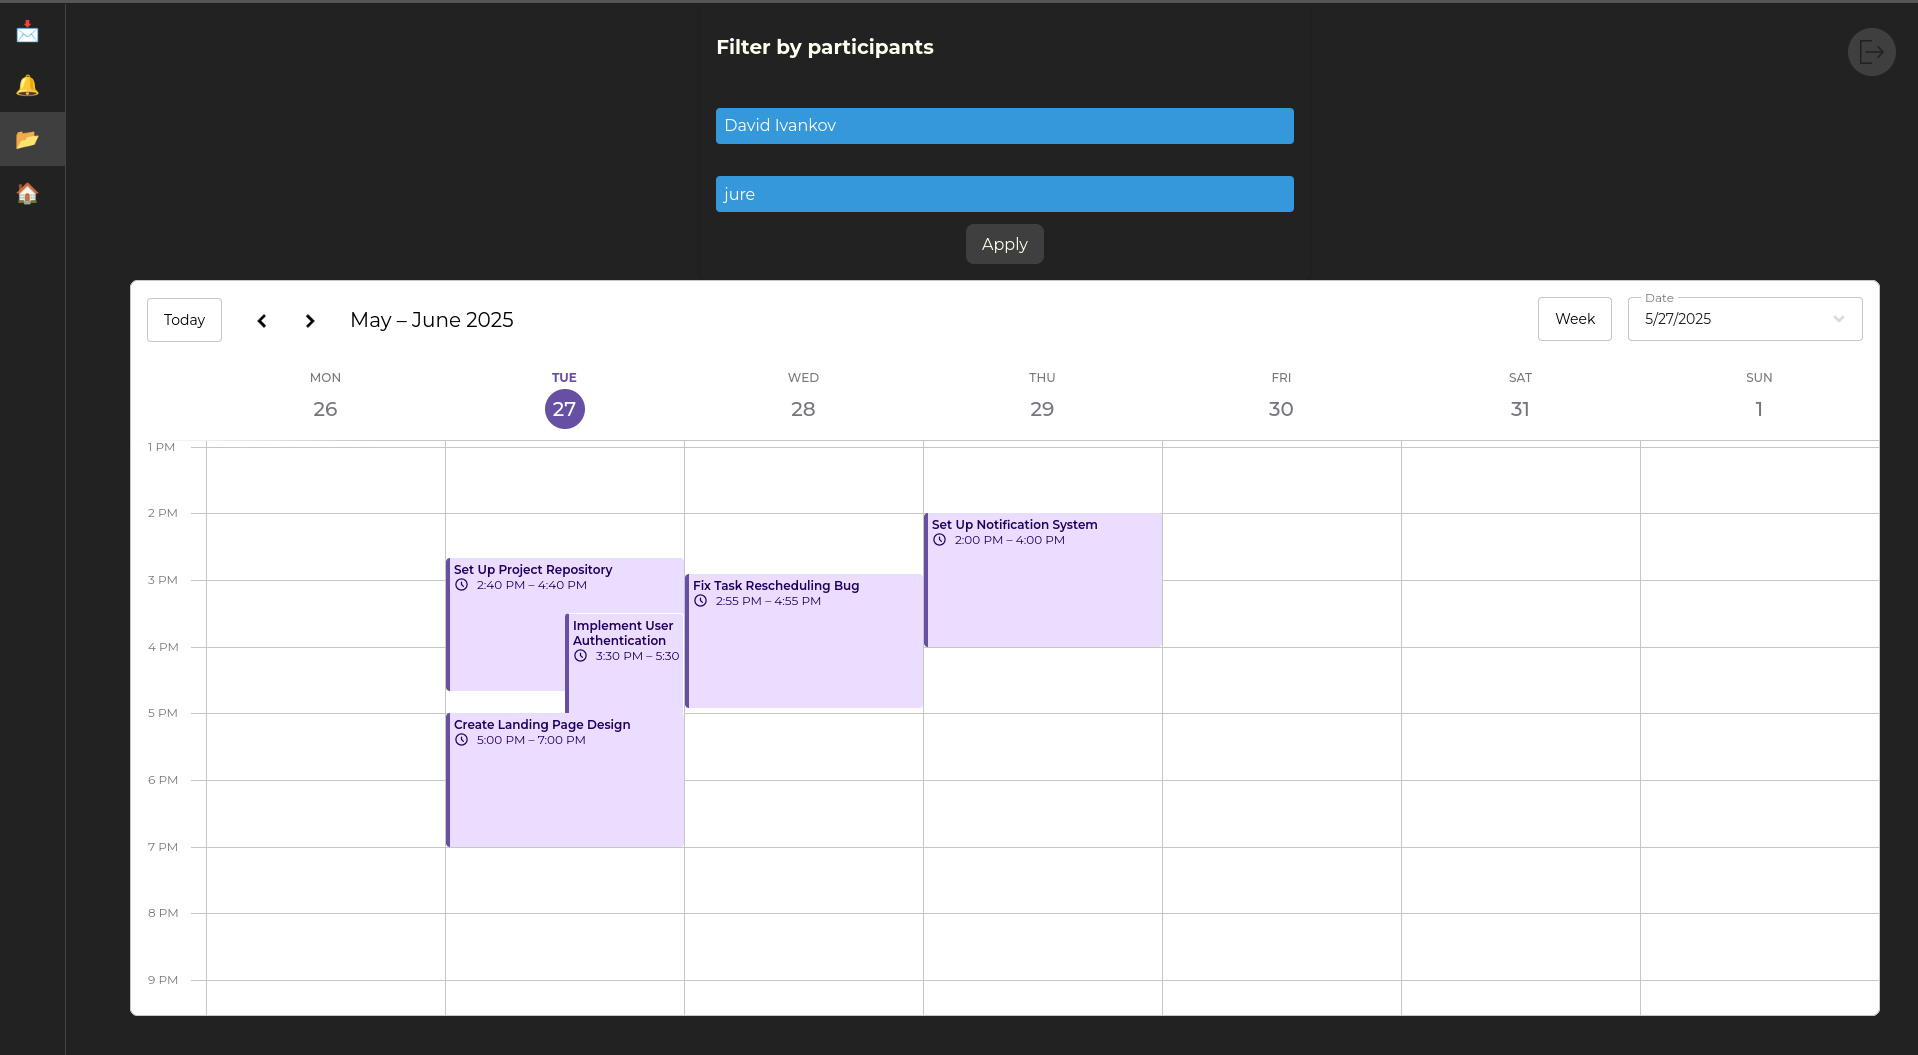 Filter by participants
David Ivankov
jure
Apply
Today
May – June 2025
Week
Date
5/27/2025
MON
TUE
WED
THU
FRI
SAT
SUN
26
27
28
29
30
31
1
1 PM
2 PM
3 PM
4 PM
5 PM
6 PM
7 PM
8 PM
9 PM
Set Up Project Repository
2:40 PM – 4:40 PM
Implement User
Authentication
3:30 PM – 5:30
Create Landing Page Design
5:00 PM – 7:00 PM
Fix Task Rescheduling Bug
2:55 PM – 4:55 PM
Set Up Notification System
2:00 PM – 4:00 PM